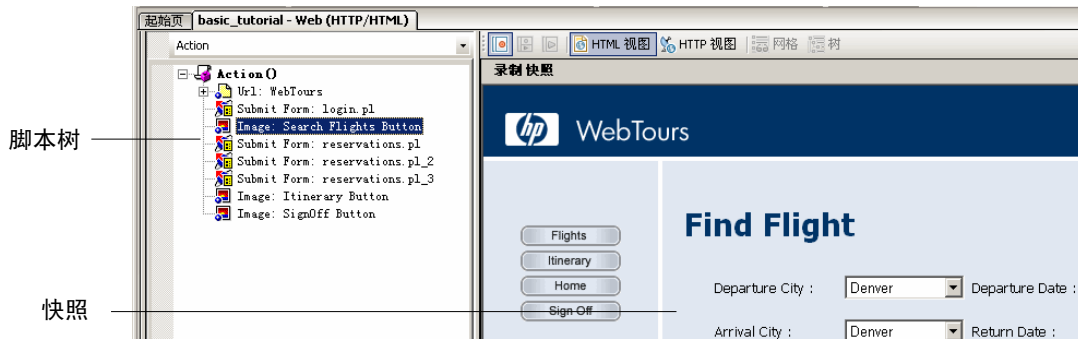 起始页 basic_tutorial - Web (HTTP/HTML)
Action
HTML 视图 HTTP 视图 网格 树
录制快照
Action()
Url: WebTours
Submit Form: login.pl
Image: Search Flights Button
Submit Form: reservations.pl
Submit Form: reservations.pl_2
Submit Form: reservations.pl_3
Image: Itinerary Button
Image: SignOff Button
脚本树
快照
hp WebTours
Flights
Itinerary
Home
Sign Off
Find Flight
Departure City : Denver Departure Date :
Arrival City : Denver Return Date :